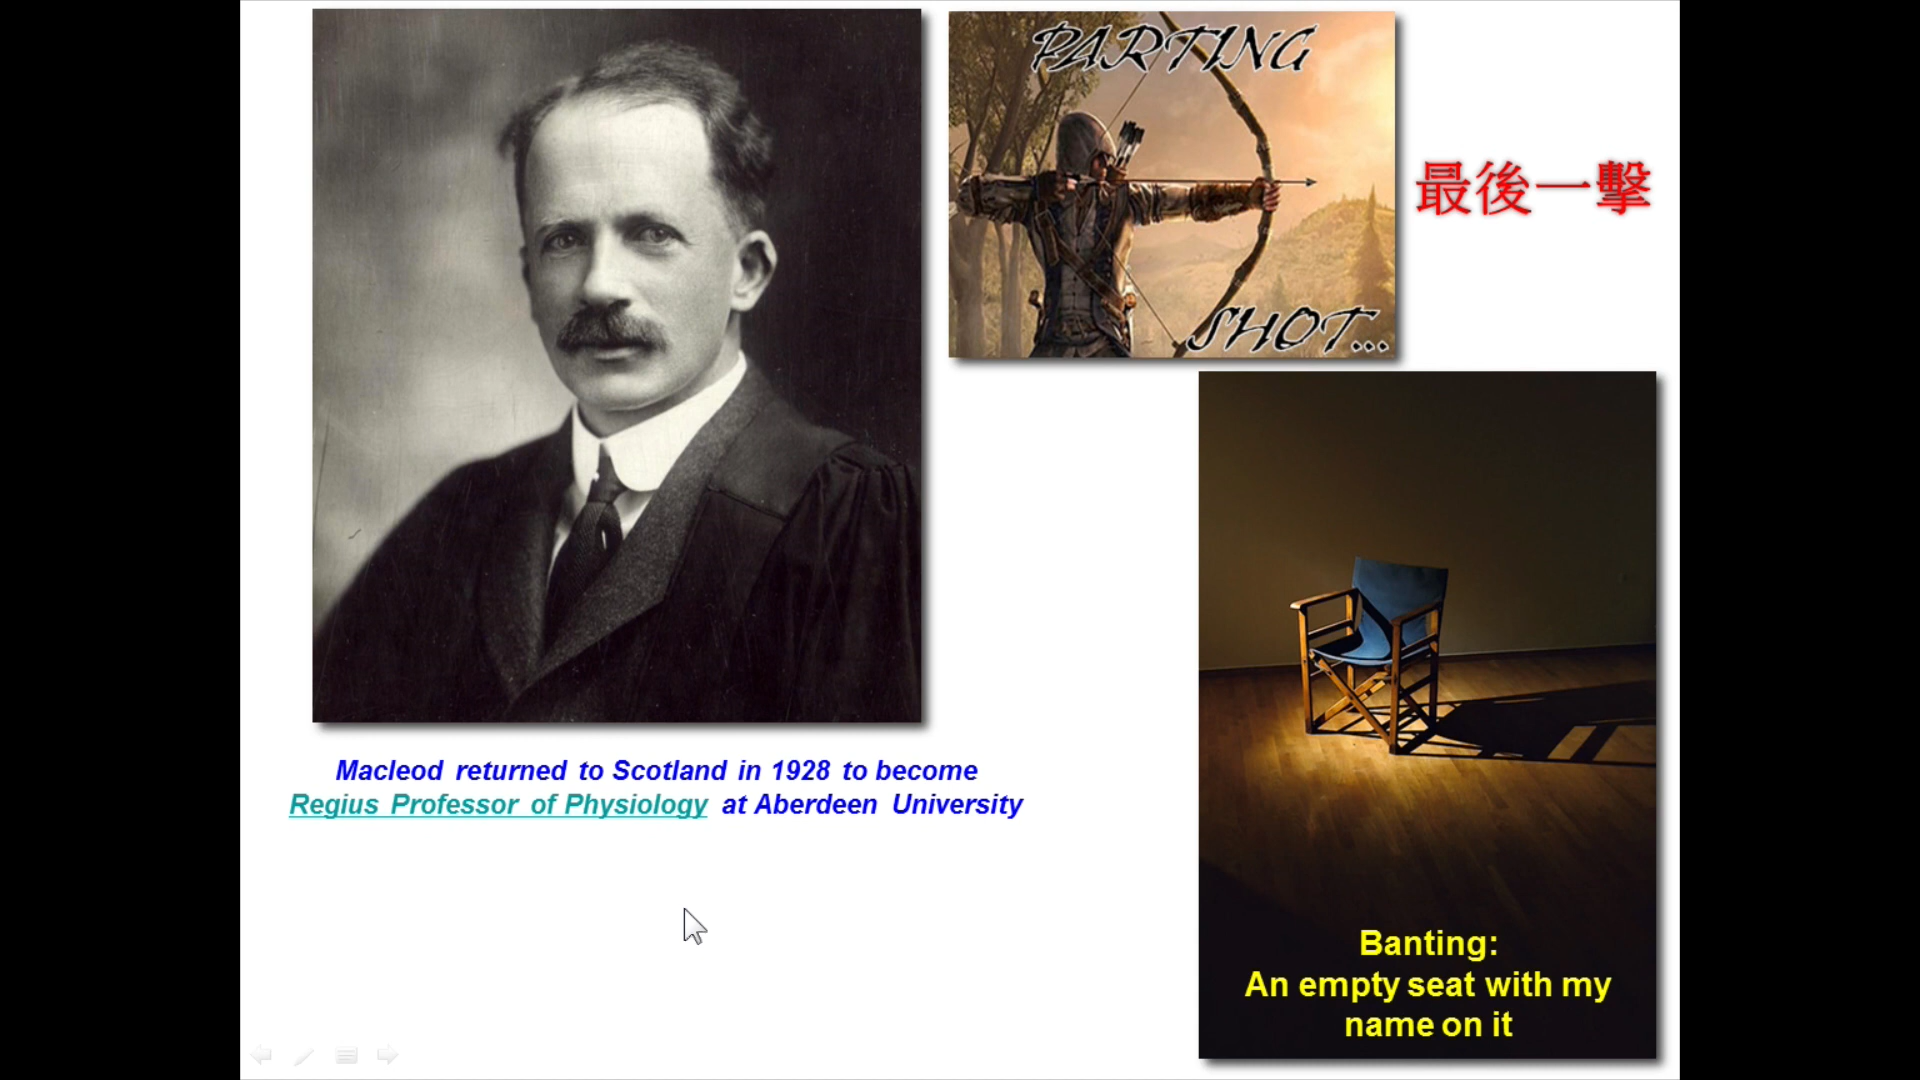 PARTING
SHOT...
最後一擊
Macleod returned to Scotland in 1928 to become
Regius Professor of Physiology at Aberdeen University
Banting:
An empty seat with my
name on it